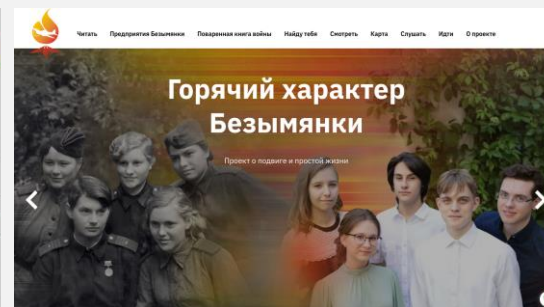 Читать Предприятия Безымянки Поваренная книга войны Найду тебя Смотреть Карта Слушать Идти О проекте
Горячий характер
Безымянки
Проект о подвиге и простой жизни